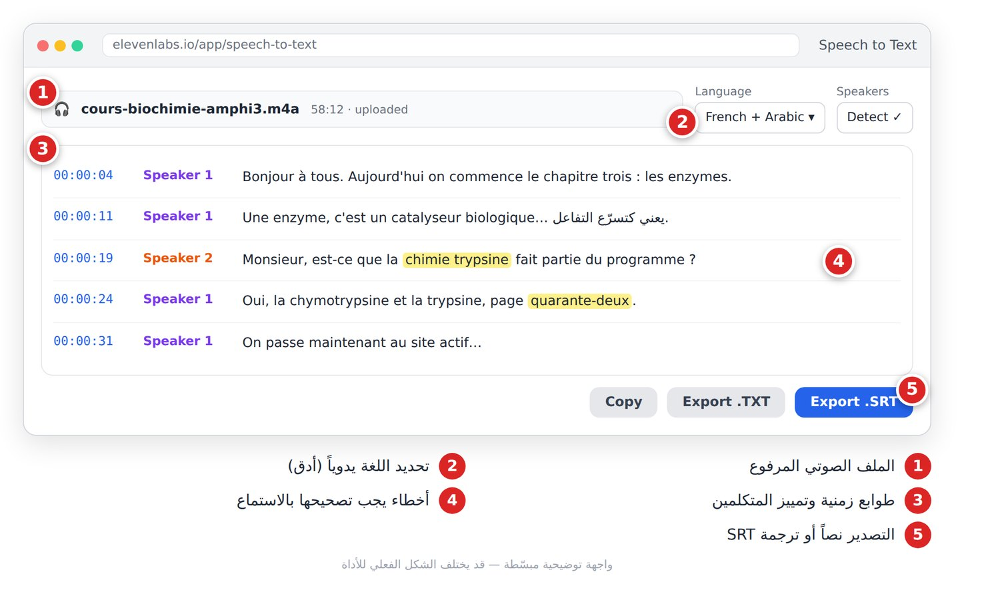 elevenlabs.io/app/speech-to-text Speech to Text
1
🎧 cours-biochimie-amphi3.m4a 58:12 · uploaded
Language
Speakers
2
French + Arabic ▾
Detect ✓
3
00:00:04 Speaker 1 Bonjour à tous. Aujourd'hui on commence le chapitre trois : les enzymes.
00:00:11 Speaker 1 Une enzyme, c'est un catalyseur biologique... يعني كتسرّع التفاعل.
00:00:19 Speaker 2 Monsieur, est-ce que la chimie trypsine fait partie du programme ?
4
00:00:24 Speaker 1 Oui, la chymotrypsine et la trypsine, page quarante-deux.
00:00:31 Speaker 1 On passe maintenant au site actif...
Copy Export .TXT Export .SRT
5
1 الملف الصوتي المرفوع
2 تحديد اللغة يدوياً (أدق)
3 طوابع زمنية وتمييز المتكلمين
4 أخطاء يجب تصحيحها بالاستماع
5 التصدير نصاً أو ترجمة SRT
واجهة توضيحية مبسّطة — قد يختلف الشكل الفعلي للأداة